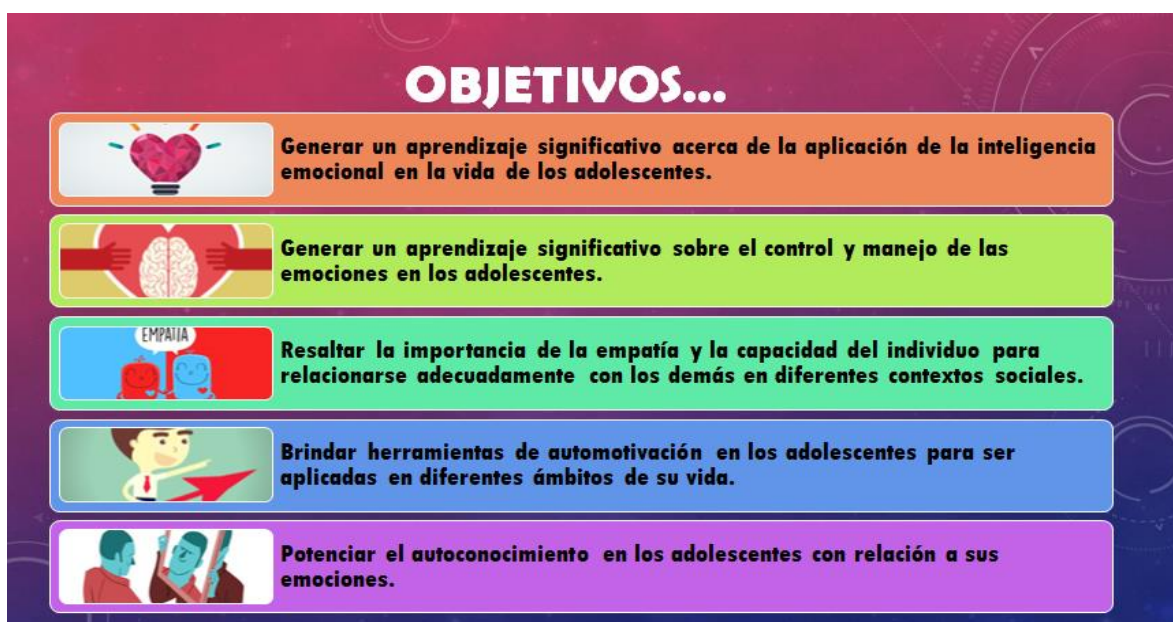 OBJETIVOS...
Generar un aprendizaje significativo acerca de la aplicación de la inteligencia
emocional en la vida de los adolescentes.
Generar un aprendizaje significativo sobre el control y manejo de las
emociones en los adolescentes.
EMPATIA
Resaltar la importancia de la empatía y la capacidad del individuo para
relacionarse adecuadamente con los demás en diferentes contextos sociales.
Brindar herramientas de automotivación en los adolescentes para ser
aplicadas en diferentes ámbitos de su vida.
Potenciar el autoconocimiento en los adolescentes con relación a sus
emociones.